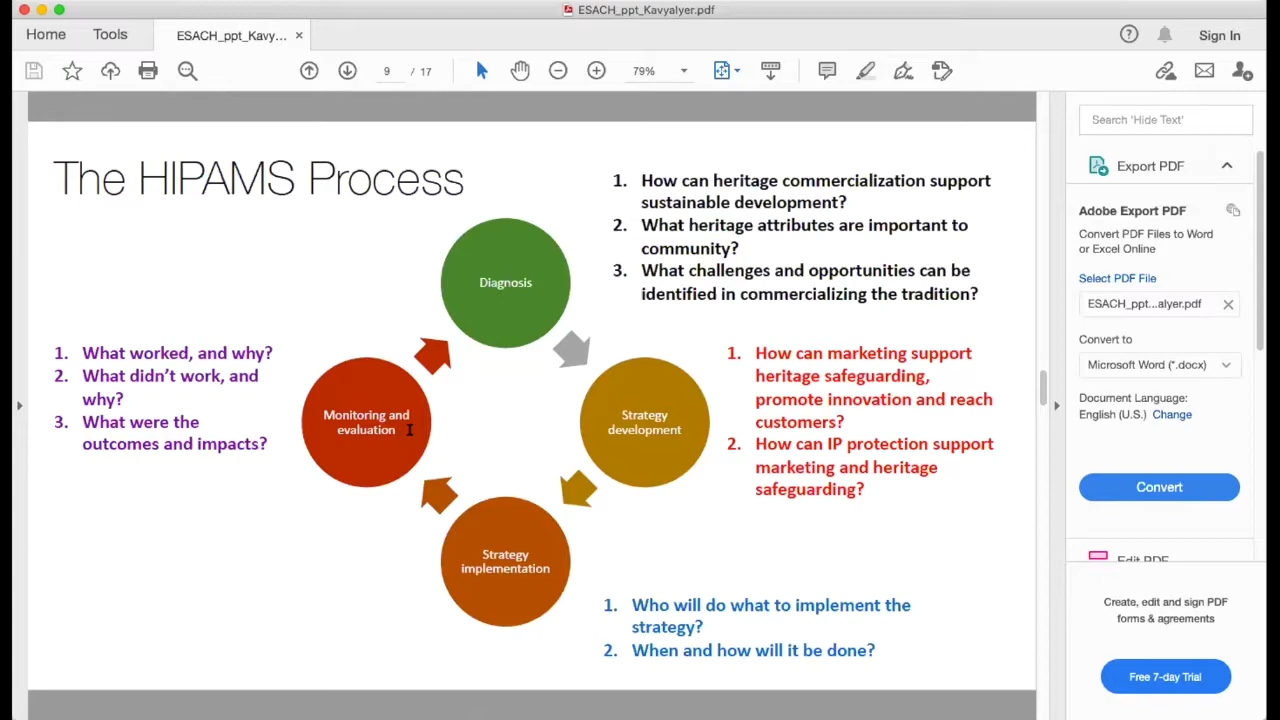 ESACH_ppt_KavyaIyer.pdf
Home
Tools
ESACH_ppt_Kavy...
Sign In
9 / 17
79%
The HIPAMS Process
1. How can heritage commercialization support
sustainable development?
2. What heritage attributes are important to
community?
3. What challenges and opportunities can be
identified in commercializing the tradition?
Diagnosis
1. What worked, and why?
2. What didn't work, and
why?
3. What were the
outcomes and impacts?
Monitoring and
evaluation
Strategy
development
1. How can marketing support
heritage safeguarding,
promote innovation and reach
customers?
2. How can IP protection support
marketing and heritage
safeguarding?
Strategy
implementation
1. Who will do what to implement the
strategy?
2. When and how will it be done?
Search 'Hide Text'
Export PDF
Adobe Export PDF
Convert PDF Files to Word
or Excel Online
Select PDF File
ESACH_ppt...aIyer.pdf
Convert to
Microsoft Word (*.docx)
Document Language:
English (U.S.) Change
Convert
Edit PDF
Create, edit and sign PDF
forms & agreements
Free 7-day Trial